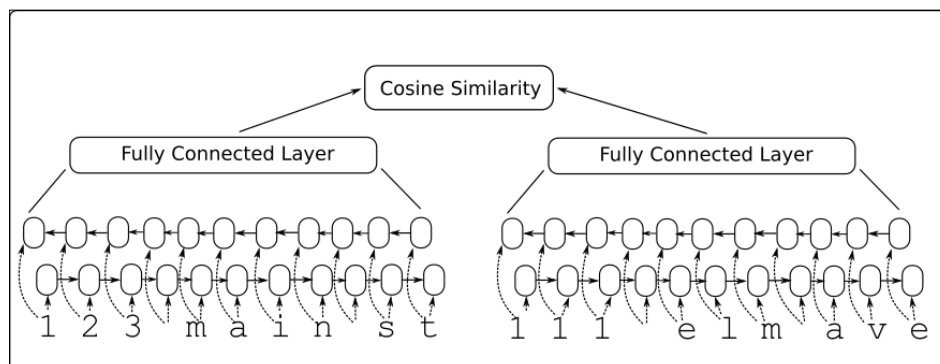 Cosine Similarity
Fully Connected Layer Fully Connected Layer
1 2 3 m a i n s t 1 1 1 e l m a v e